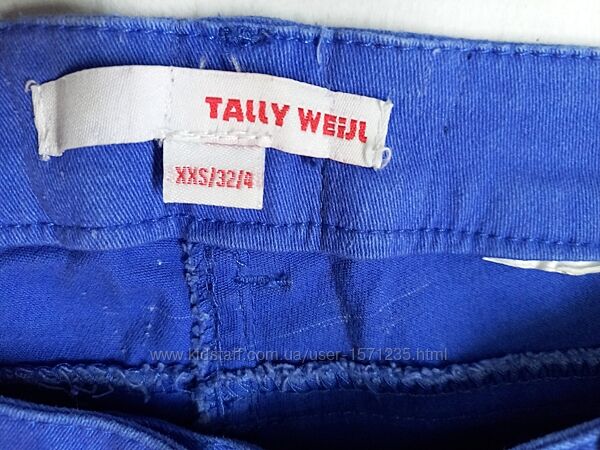 TALLY WEiJL
XXS/32/4
www.kidstaff.com.ua/user-1571235.html